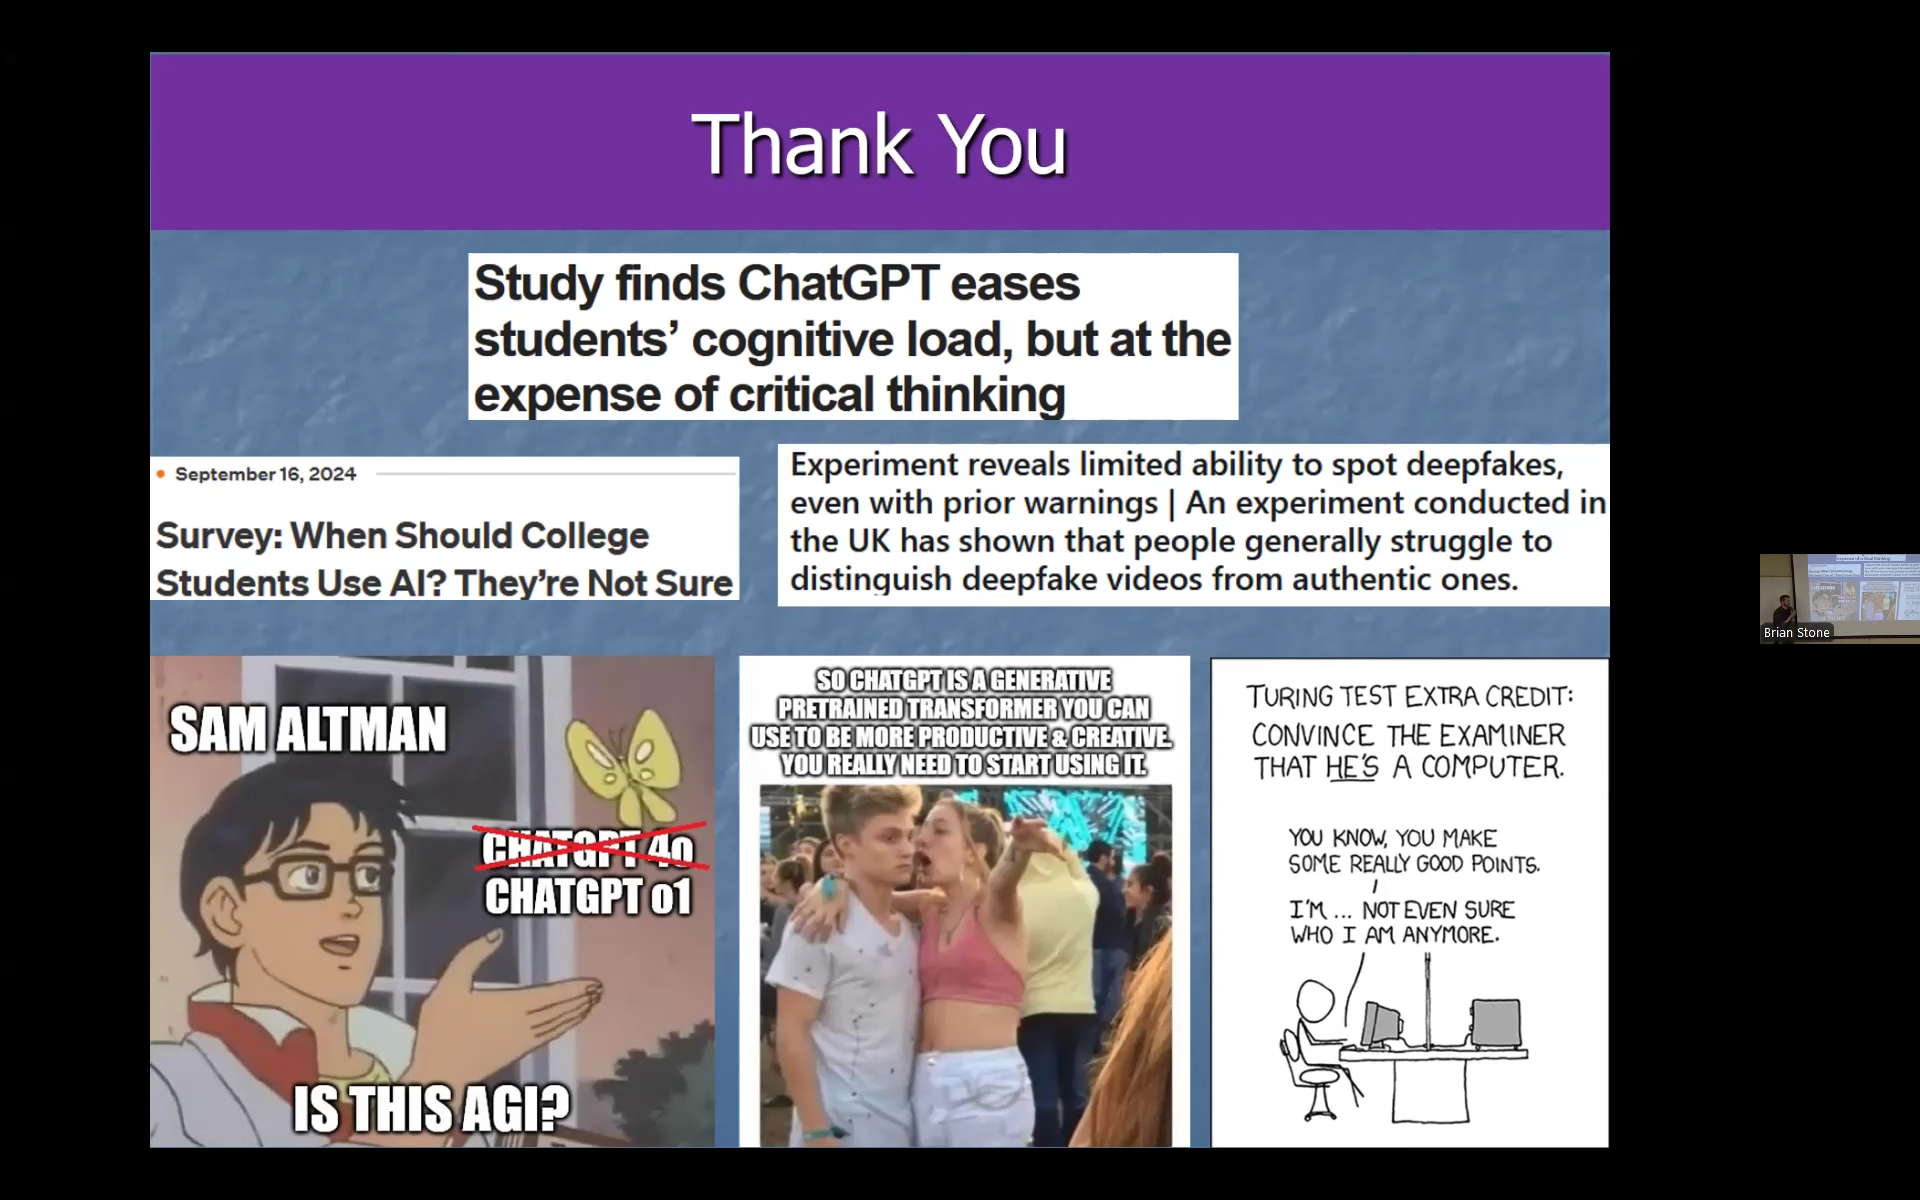 Thank You
Study finds ChatGPT eases
students’ cognitive load, but at the
expense of critical thinking
September 16, 2024
Survey: When Should College
Students Use AI? They’re Not Sure
Experiment reveals limited ability to spot deepfakes,
even with prior warnings | An experiment conducted in
the UK has shown that people generally struggle to
distinguish deepfake videos from authentic ones.
SAM ALTMAN
CHATGPT 4o
CHATGPT o1
IS THIS AGI?
SO CHATGPT IS A GENERATIVE
PRETRAINED TRANSFORMER YOU CAN
USE TO BE MORE PRODUCTIVE & CREATIVE.
YOU REALLY NEED TO START USING IT.
TURING TEST EXTRA CREDIT:
CONVINCE THE EXAMINER
THAT HE'S A COMPUTER.
YOU KNOW, YOU MAKE
SOME REALLY GOOD POINTS.
I'M ... NOT EVEN SURE
WHO I AM ANYMORE.
Brian Stone